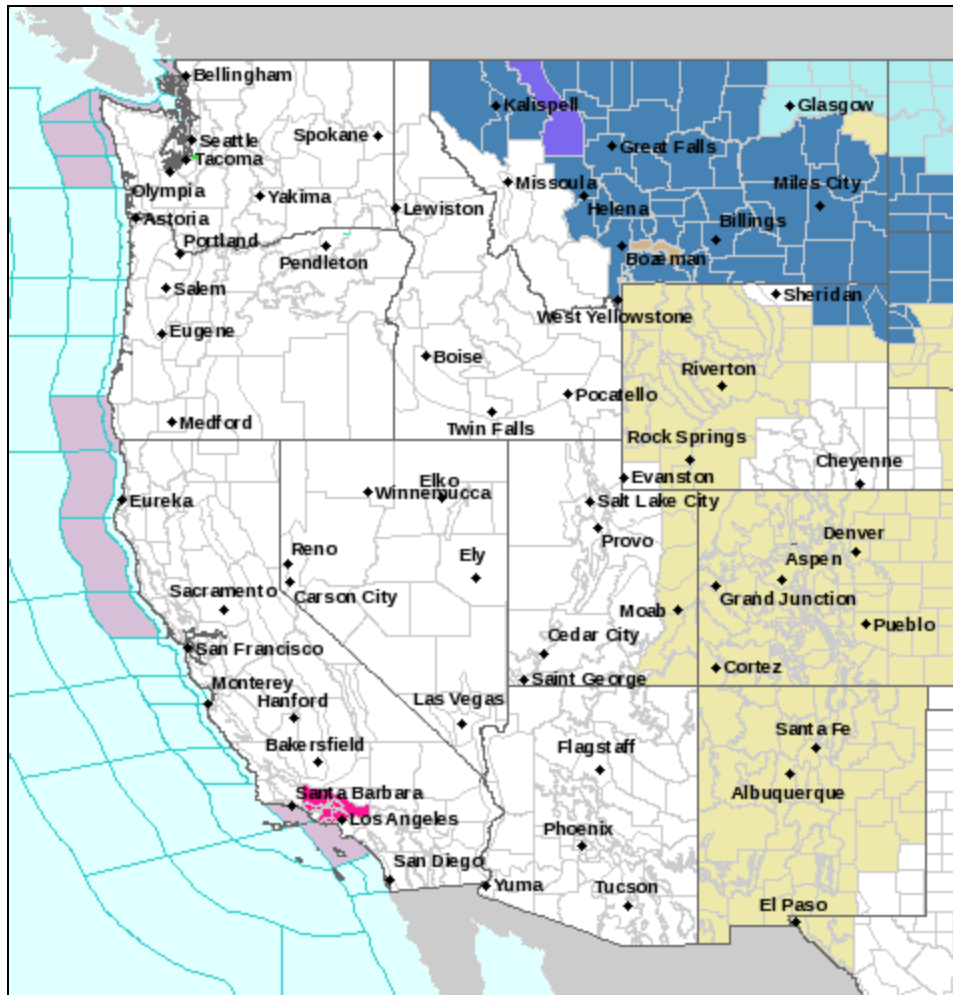 Bellingham
Kalispell
Glasgow
Seattle
Spokane
Great Falls
Tacoma
Olympia
Missoula
Miles City
Yakima
Helena
Lewiston
Astoria
Billings
Portland
Bozeman
Pendleton
Salem
Sheridan
West Yellowstone
Eugene
Boise
Riverton
Pocatello
Medford
Twin Falls
Rock Springs
Cheyenne
Elko
Evanston
Winnemucca
Eureka
Salt Lake City
Denver
Provo
Reno
Ely
Aspen
Sacramento
Carson City
Grand Junction
Moab
Pueblo
Cedar City
San Francisco
Cortez
Saint George
Monterey
Hanford
Las Vegas
Santa Fe
Bakersfield
Flagstaff
Santa Barbara
Albuquerque
Los Angeles
Phoenix
San Diego
Yuma
Tucson
El Paso